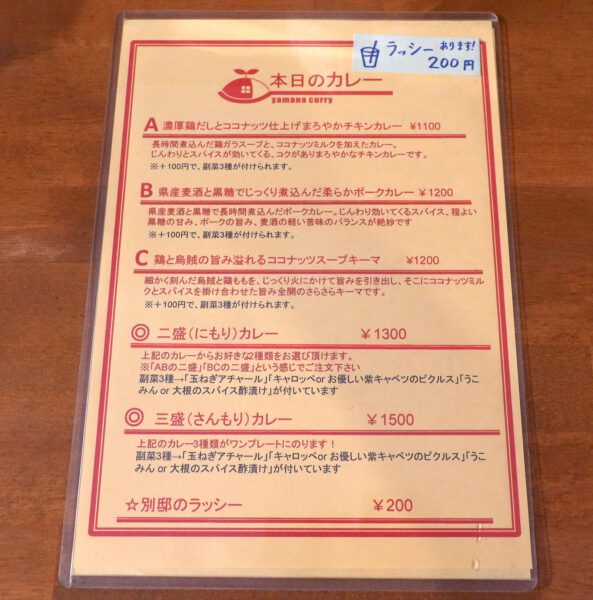 ラッシー あります!
200円
本日のカレー
yamana curry
A 濃厚鶏だしとココナッツ仕上げまろやかチキンカレー ¥1100
長時間煮込んだ鶏ガラスープと、ココナッツミルクを加えたカレー。
じんわりとスパイスが効いてくる、コクがありまろやかなチキンカレーです。
※+100円で、副菜3種が付けられます。
B 県産麦酒と黒糖でじっくり煮込んだ柔らかポークカレー ¥1200
県産麦酒と黒糖で長時間煮込んだポークカレー。じんわり効いてくるスパイス、程よい
黒糖の甘み、ポークの旨み、麦酒の軽い苦味のバランスが絶妙です
※+100円で、副菜3種が付けられます。
C 鶏と烏賊の旨み溢れるココナッツスープキーマ ¥1200
細かく刻んだ烏賊と鶏ももを、じっくり火にかけて旨みを引き出し、そこにココナッツミル
クとスパイスを掛け合わせた旨み全開のさらさらキーマです。
※+100円で、副菜3種が付けられます。
◎ 二盛(にもり)カレー ¥1300
上記のカレーからお好きな2種類をお選び頂けます。
※「ABの二盛」「BCの二盛」という感じでご注文下さい
副菜3種→「玉ねぎアチャール」「キャロッペor お優しい紫キャベツのピクルス」「うこ
みん or 大根のスパイス酢漬け」が付いています
◎ 三盛(さんもり)カレー ¥1500
上記のカレー3種類がワンプレートにのります!
副菜3種→「玉ねぎアチャール」「キャロッペor お優しい紫キャベツのピクルス」「うこ
みん or 大根のスパイス酢漬け」が付いています
☆別邸のラッシー ¥200